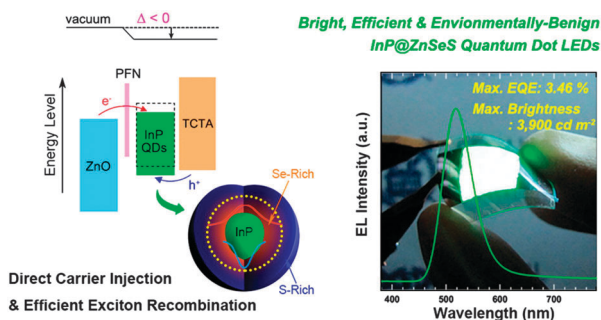 vacuum
Δ < 0
Bright, Efficient & Envionmentally-Benign
InP@ZnSeS Quantum Dot LEDs
Energy Level
PFN
e-
ZnO
InP
QDs
TCTA
h+
Se-Rich
InP
S-Rich
Direct Carrier Injection
& Efficient Exciton Recombination
EL Intensity (a.u.)
Max. EQE: 3.46 %
Max. Brightness
: 3,900 cd m-2
400 500 600 700
Wavelength (nm)